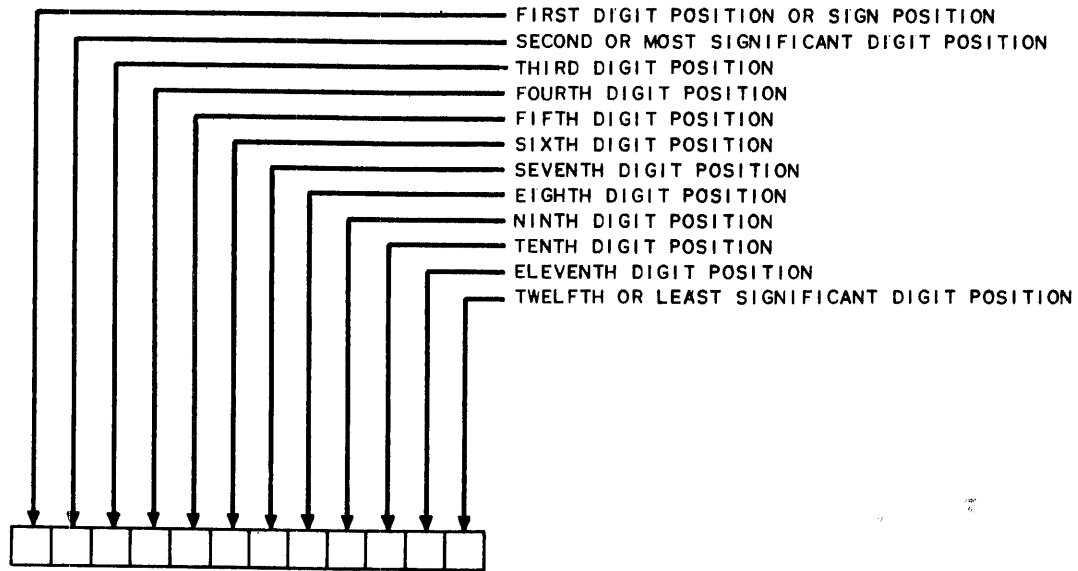 FIRST DIGIT POSITION OR SIGN POSITION
SECOND OR MOST SIGNIFICANT DIGIT POSITION
THIRD DIGIT POSITION
FOURTH DIGIT POSITION
FIFTH DIGIT POSITION
SIXTH DIGIT POSITION
SEVENTH DIGIT POSITION
EIGHTH DIGIT POSITION
NINTH DIGIT POSITION
TENTH DIGIT POSITION
ELEVENTH DIGIT POSITION
TWELFTH OR LEAST SIGNIFICANT DIGIT POSITION